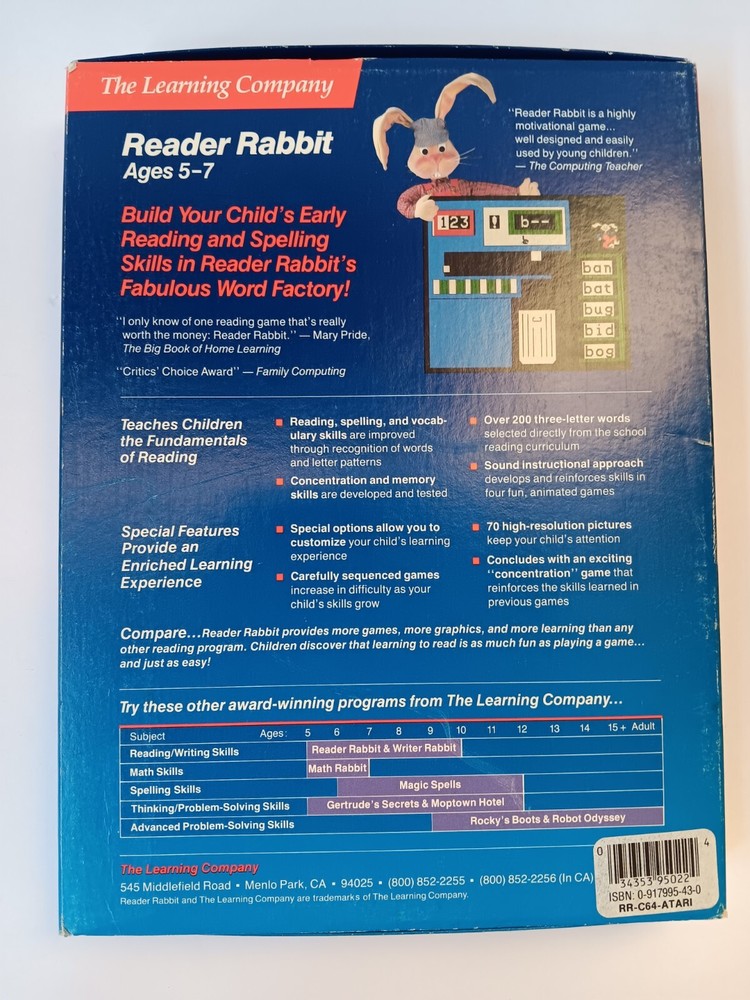 The Learning Company
Reader Rabbit
Ages 5–7
Build Your Child's Early
Reading and Spelling
Skills in Reader Rabbit's
Fabulous Word Factory!
"I only know of one reading game that's really
worth the money: Reader Rabbit." — Mary Pride,
The Big Book of Home Learning
"Critics' Choice Award" — Family Computing
"Reader Rabbit is a highly
motivational game...
well designed and easily
used by young children."
— The Computing Teacher
123
b--
ban
bat
bug
bid
bog
Teaches Children
the Fundamentals
of Reading
Reading, spelling, and vocab-
ulary skills are improved
through recognition of words
and letter patterns
Concentration and memory
skills are developed and tested
Over 200 three-letter words
selected directly from the school
reading curriculum
Sound instructional approach
develops and reinforces skills in
four fun, animated games
Special Features
Provide an
Enriched Learning
Experience
Special options allow you to
customize your child's learning
experience
Carefully sequenced games
increase in difficulty as your
child's skills grow
70 high-resolution pictures
keep your child's attention
Concludes with an exciting
"concentration" game that
reinforces the skills learned in
previous games
Compare...Reader Rabbit provides more games, more graphics, and more learning than any
other reading program. Children discover that learning to read is as much fun as playing a game...
and just as easy!
Try these other award-winning programs from The Learning Company...
Subject Ages: 5 6 7 8 9 10 11 12 13 14 15+ Adult
Reading/Writing Skills Reader Rabbit & Writer Rabbit
Math Skills Math Rabbit
Spelling Skills Magic Spells
Thinking/Problem-Solving Skills Gertrude's Secrets & Moptown Hotel
Advanced Problem-Solving Skills Rocky's Boots & Robot Odyssey
The Learning Company
545 Middlefield Road • Menlo Park, CA • 94025 • (800) 852-2255 • (800) 852-2256 (In CA)
Reader Rabbit and The Learning Company are trademarks of The Learning Company.
0 34353 95022 4
ISBN: 0-917995-43-0
RR-C64-ATARI